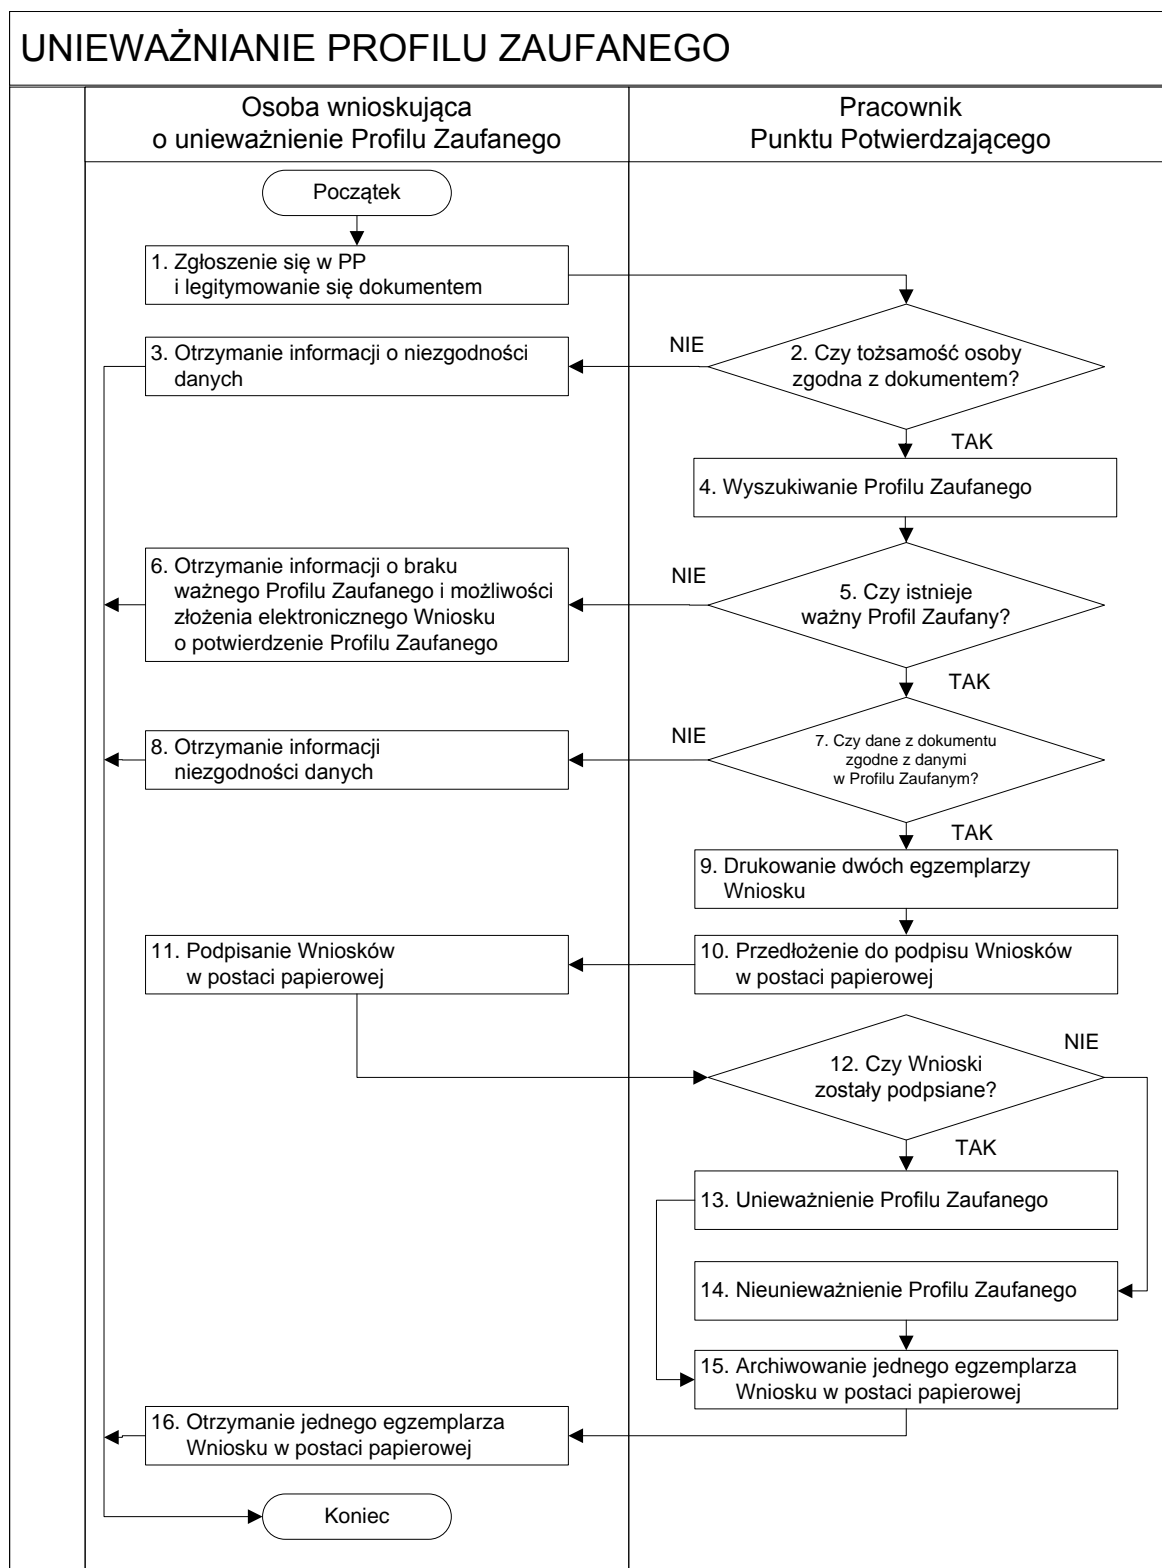 UNIEWAŻNIANIE PROFILU ZAUFANEGO
Osoba wnioskująca
o unieważnienie Profilu Zaufanego
Pracownik
Punktu Potwierdzającego
Początek
1. Zgłoszenie się w PP
i legitymowanie się dokumentem
2. Czy tożsamość osoby
zgodna z dokumentem?
NIE
3. Otrzymanie informacji o niezgodności
danych
TAK
4. Wyszukiwanie Profilu Zaufanego
5. Czy istnieje
ważny Profil Zaufany?
NIE
6. Otrzymanie informacji o braku
ważnego Profilu Zaufanego i możliwości
złożenia elektronicznego Wniosku
o potwierdzenie Profilu Zaufanego
TAK
7. Czy dane z dokumentu
zgodne z danymi
w Profilu Zaufanym?
NIE
8. Otrzymanie informacji
niezgodności danych
TAK
9. Drukowanie dwóch egzemplarzy
Wniosku
10. Przedłożenie do podpisu Wniosków
w postaci papierowej
11. Podpisanie Wniosków
w postaci papierowej
12. Czy Wnioski
zostały podpsiane?
NIE
TAK
13. Unieważnienie Profilu Zaufanego
14. Nieunieważnienie Profilu Zaufanego
15. Archiwowanie jednego egzemplarza
Wniosku w postaci papierowej
16. Otrzymanie jednego egzemplarza
Wniosku w postaci papierowej
Koniec